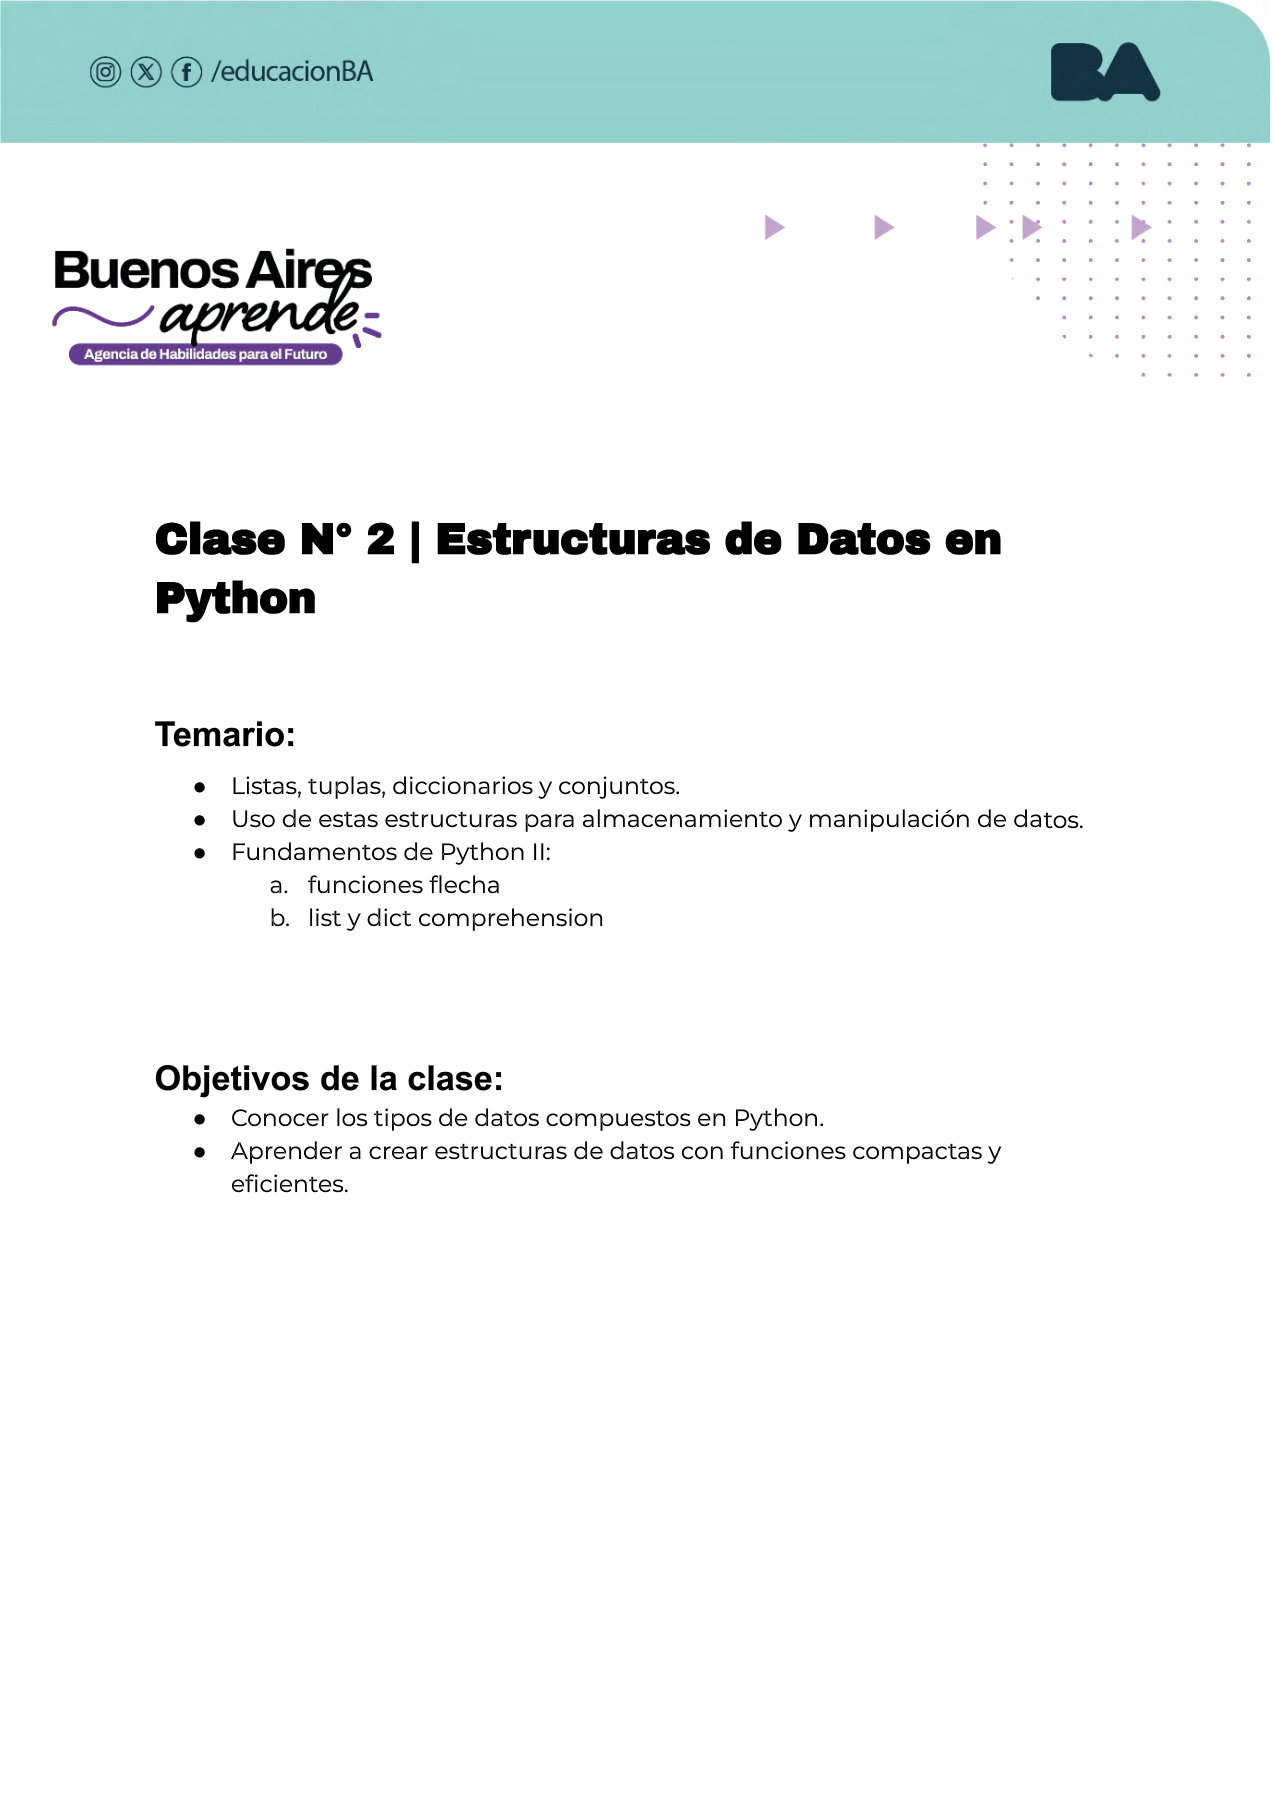 /educacionBA
BA
Buenos Aires
aprende
Agencia de Habilidades para el Futuro
Clase N° 2 | Estructuras de Datos en
Python
Temario:
● Listas, tuplas, diccionarios y conjuntos.
● Uso de estas estructuras para almacenamiento y manipulación de datos.
● Fundamentos de Python II:
a. funciones flecha
b. list y dict comprehension
Objetivos de la clase:
● Conocer los tipos de datos compuestos en Python.
● Aprender a crear estructuras de datos con funciones compactas y
eficientes.